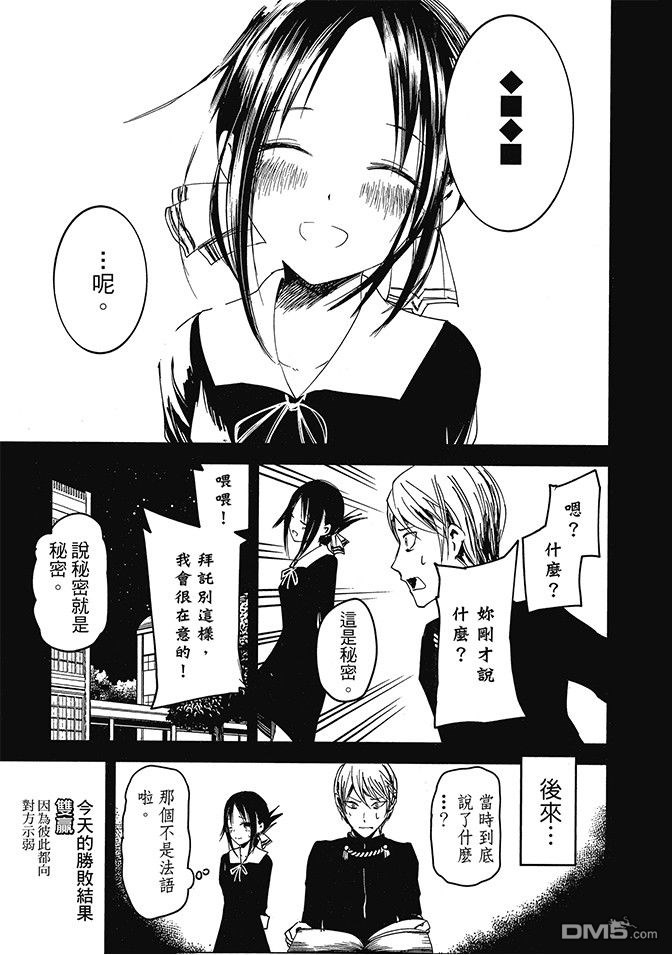 ◆■◆■
…呢。
嗯？
什麼？
妳剛才說
什麼？
這是秘密。
喂喂！
拜託別這樣，
我會很在意的！
說秘密就是
秘密。
後來…
當時到底
說了什麼
…？
那個不是法語
啦。
今天的勝敗結果
雙贏
因為彼此都向
對方示弱
DM5.com